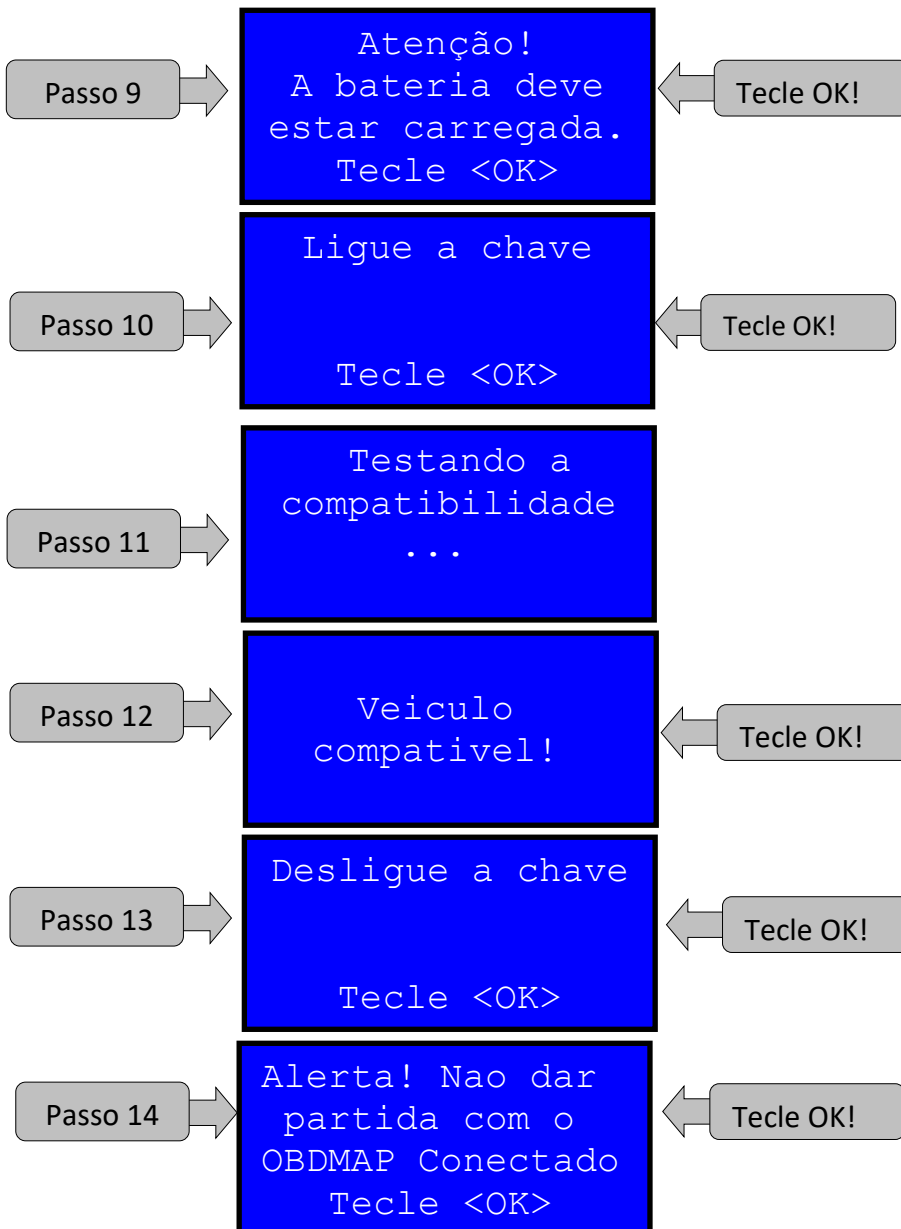 Passo 9
Atenção!
A bateria deve
estar carregada.
Tecle <OK>
Tecle OK!
Passo 10
Ligue a chave
Tecle <OK>
Tecle OK!
Passo 11
Testando a
compatibilidade
...
Passo 12
Veiculo
compativel!
Tecle OK!
Passo 13
Desligue a chave
Tecle <OK>
Tecle OK!
Passo 14
Alerta! Nao dar
partida com o
OBDMAP Conectado
Tecle <OK>
Tecle OK!